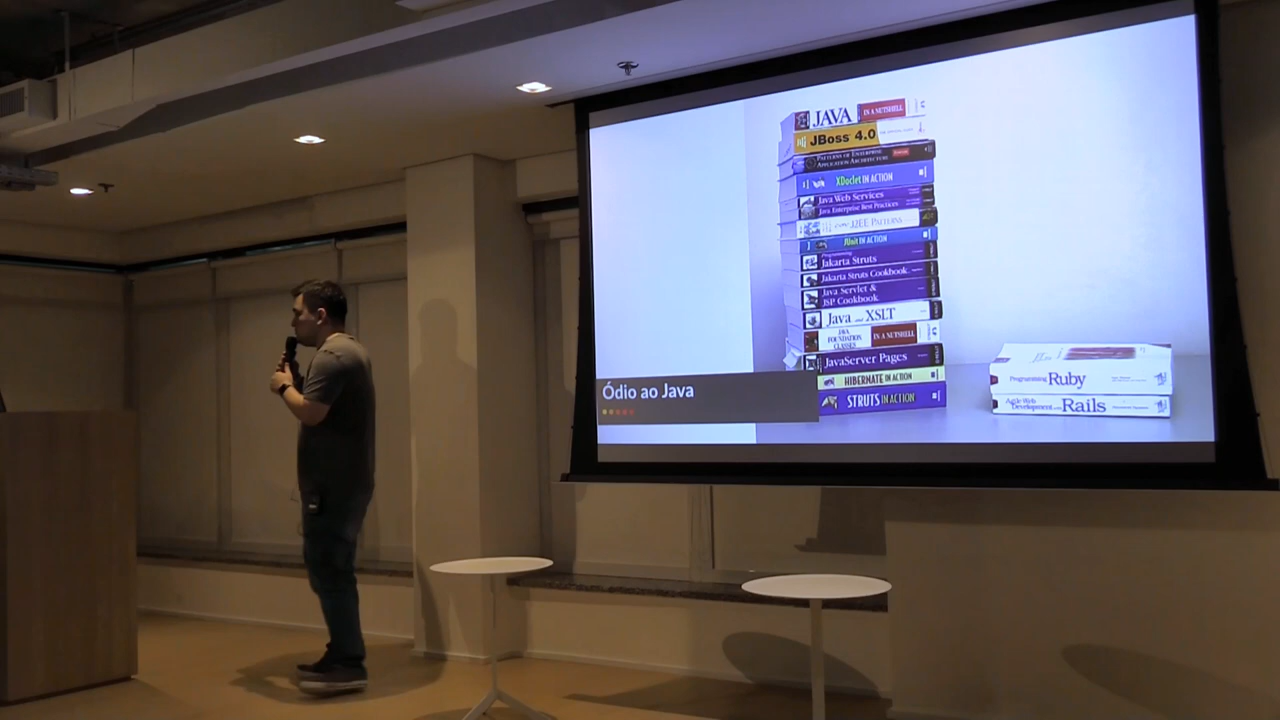 JAVA IN A NUTSHELL
JBoss 4.0
PATTERNS OF ENTERPRISE
APPLICATION ARCHITECTURE
XDoclet IN ACTION
Java Web Services
Java Enterprise Best Practices
core J2EE PATTERNS
JUnit IN ACTION
Programming
Jakarta Struts
Jakarta Struts Cookbook
Java Servlet &
JSP Cookbook
Java and XSLT
JAVA
FOUNDATION
CLASSES
IN A NUTSHELL
JavaServer Pages
HIBERNATE IN ACTION
STRUTS IN ACTION
Programming Ruby
Agile Web
Development with Rails
Ódio ao Java